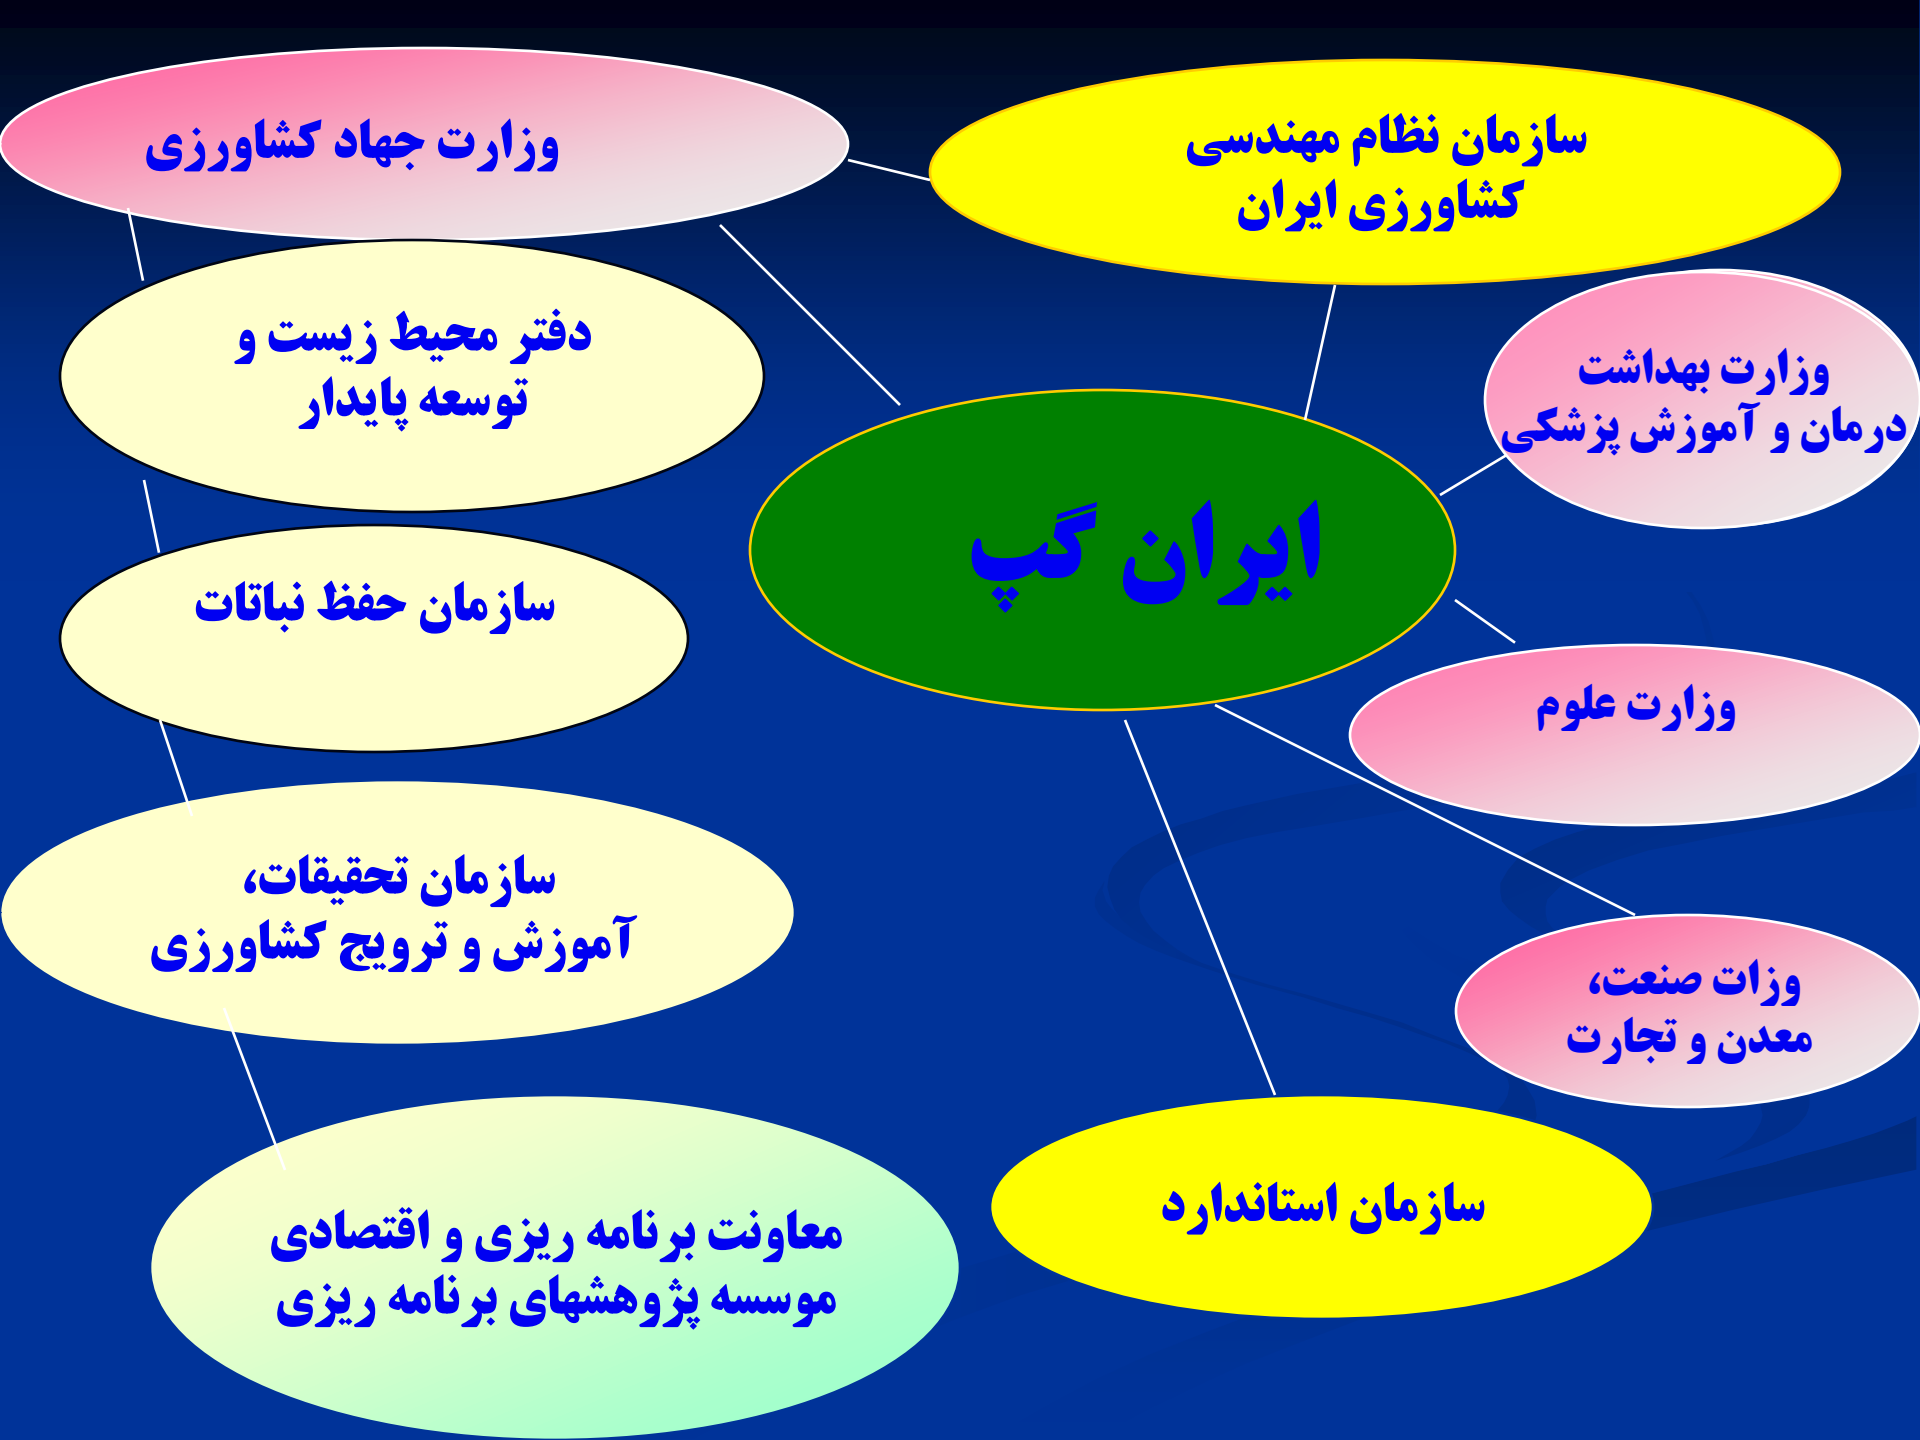 وزارت جهاد کشاورزی
سازمان نظام مهندسی
کشاورزی ایران
دفتر محیط زیست و
توسعه پایدار
وزارت بهداشت
درمان و آموزش پزشکی
ایران گپ
سازمان حفظ نباتات
وزارت علوم
سازمان تحقیقات،
آموزش و ترویج کشاورزی
وزات صنعت،
معدن و تجارت
سازمان استاندارد
معاونت برنامه ریزی و اقتصادی
موسسه پژوهشهای برنامه ریزی